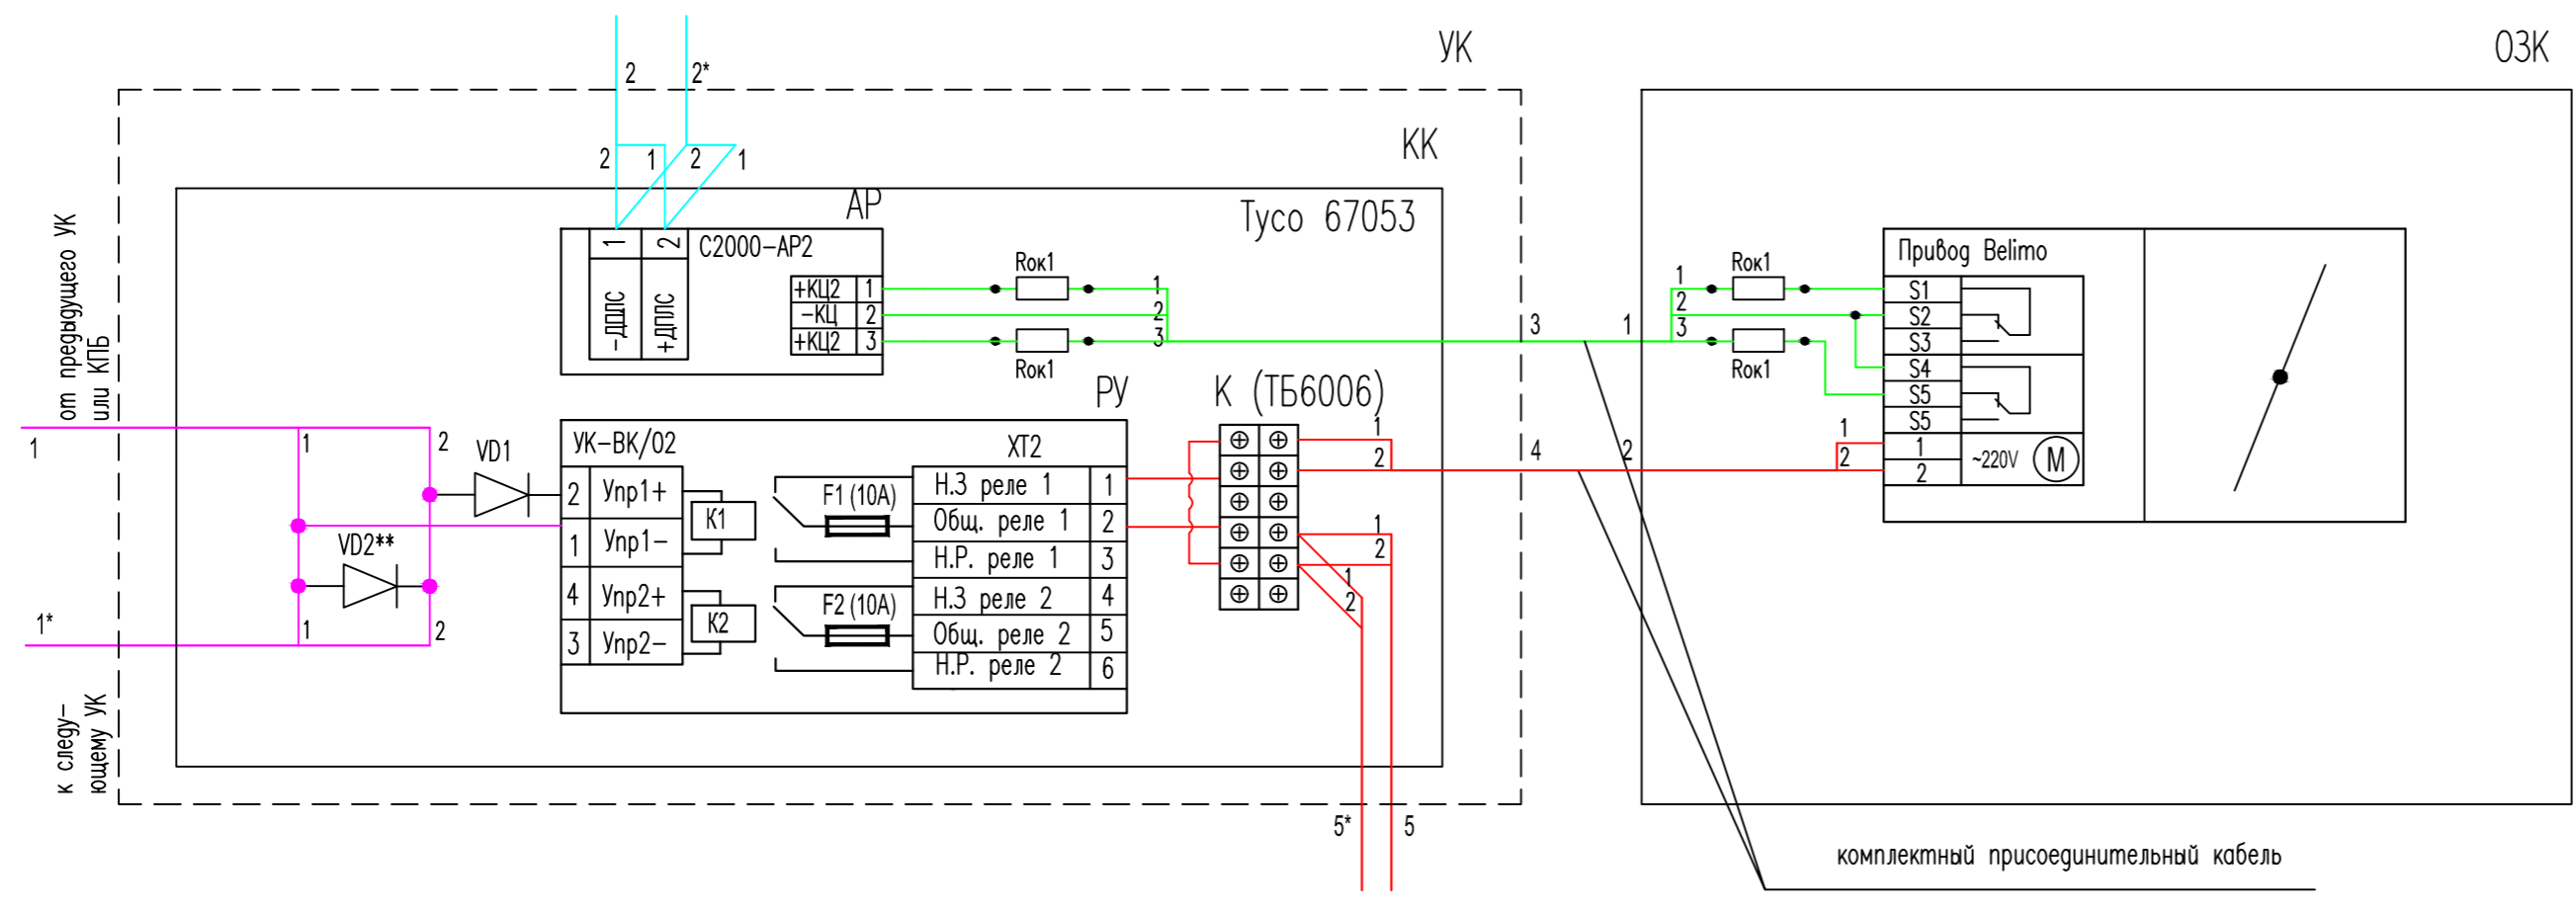 УК
ОЗК
2
2*
КК
2
1
2
1
АР
Тусо 67053
С2000-АР2
1
2
-ДПЛС
+ДПЛС
+КЦ2 1
-КЦ 2
+КЦ2 3
Rок1
Rок1
1
2
3
3
1
1
2
3
Rок1
Rок1
Привод Belimo
S1
S2
S3
S4
S5
S5
1
2
~220V
М
1
2
от предыдущего УК
или КПБ
1
1
2
VD1
VD2**
1*
1
2
к следу-
ющему УК
РУ
УК-ВК/02
2 Упр1+
1 Упр1-
4 Упр2+
3 Упр2-
К1
К2
F1 (10А)
F2 (10А)
ХТ2
Н.З реле 1 1
Общ. реле 1 2
Н.Р. реле 1 3
Н.З реле 2 4
Общ. реле 2 5
Н.Р. реле 2 6
К (ТБ6006)
1
2
4
2
1
2
1
2
5*
5
комплектный присоединительный кабель